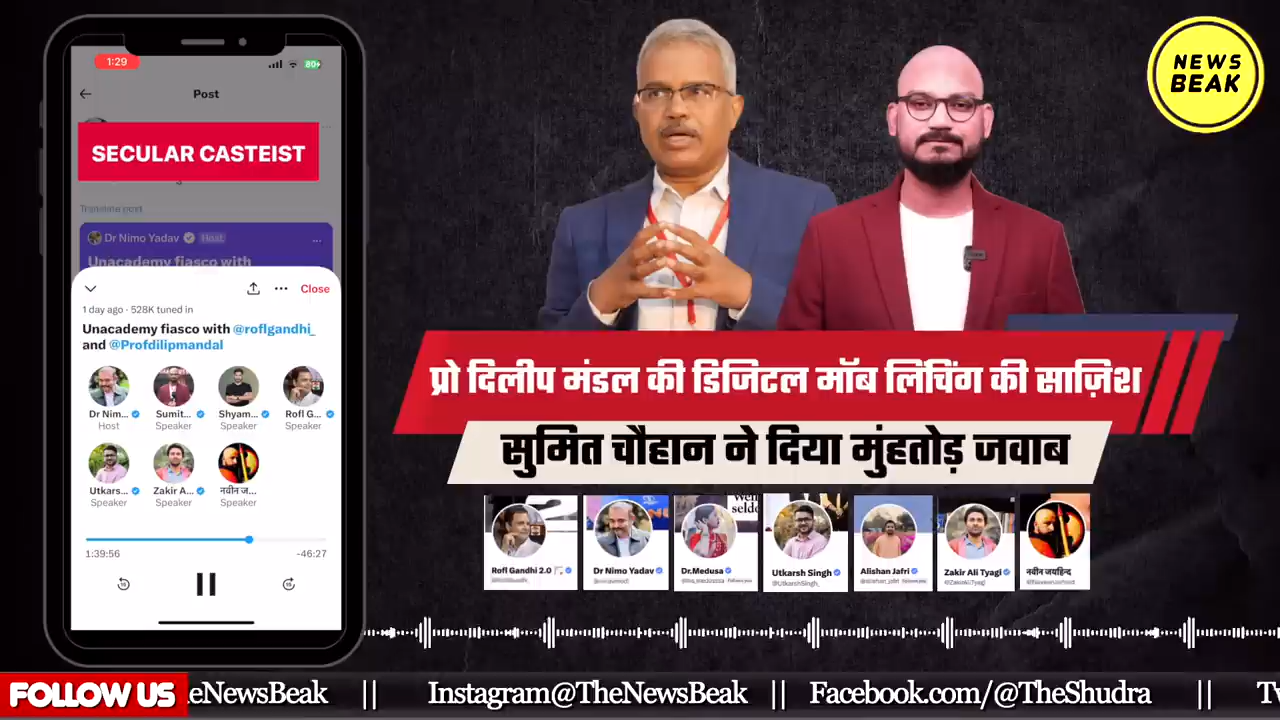 1:29
80+
Post
SECULAR CASTEIST
Translate post
Dr Nimo Yadav Host
Unacademy fiasco with
Close
1 day ago · 528K tuned in
Unacademy fiasco with @roflgandhi_
and @Profdilipmandal
Dr Nim... Sumit... Shyam... Rofl G...
Host Speaker Speaker Speaker
Utkars... Zakir A... नवीन ज...
Speaker Speaker Speaker
1:39:56 -46:27
NEWS
BEAK
प्रो दिलीप मंडल की डिजिटल मॉब लिंचिंग की साज़िश
सुमित चौहान ने दिया मुंहतोड़ जवाब
Rofl Gandhi 2.0 Dr Nimo Yadav Dr.Medusa Utkarsh Singh Alishan Jafri Zakir Ali Tyagi नवीन जयहिन्द
FOLLOW US eNewsBeak || Instagram@TheNewsBeak || Facebook.com/@TheShudra || Tw